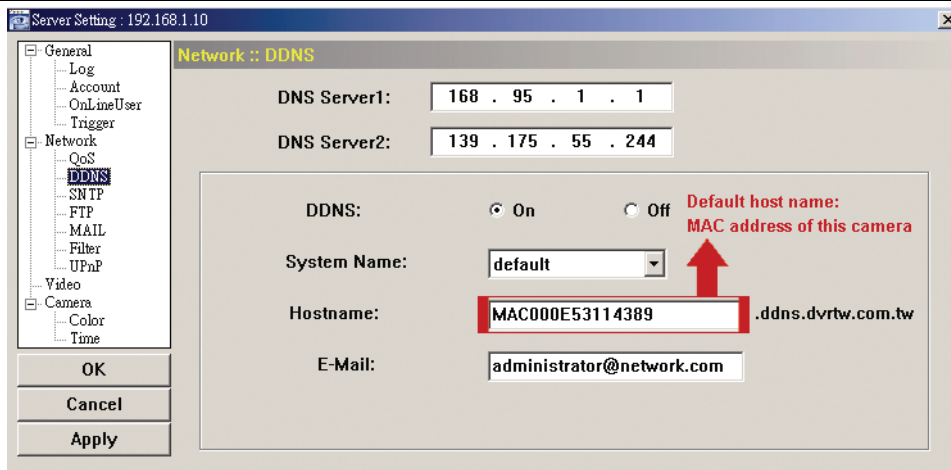 Server Setting : 192.168.1.10
General
Log
Account
OnLineUser
Trigger
Network
QoS
DDNS
SNTP
FTP
MAIL
Filter
UPnP
Video
Camera
Color
Time
OK
Cancel
Apply
Network :: DDNS
DNS Server1: 168 . 95 . 1 . 1
DNS Server2: 139 . 175 . 55 . 244
DDNS: On Off
Default host name:
MAC address of this camera
System Name: default
Hostname: MAC000E53114389 .ddns.dvrtw.com.tw
E-Mail: administrator@network.com